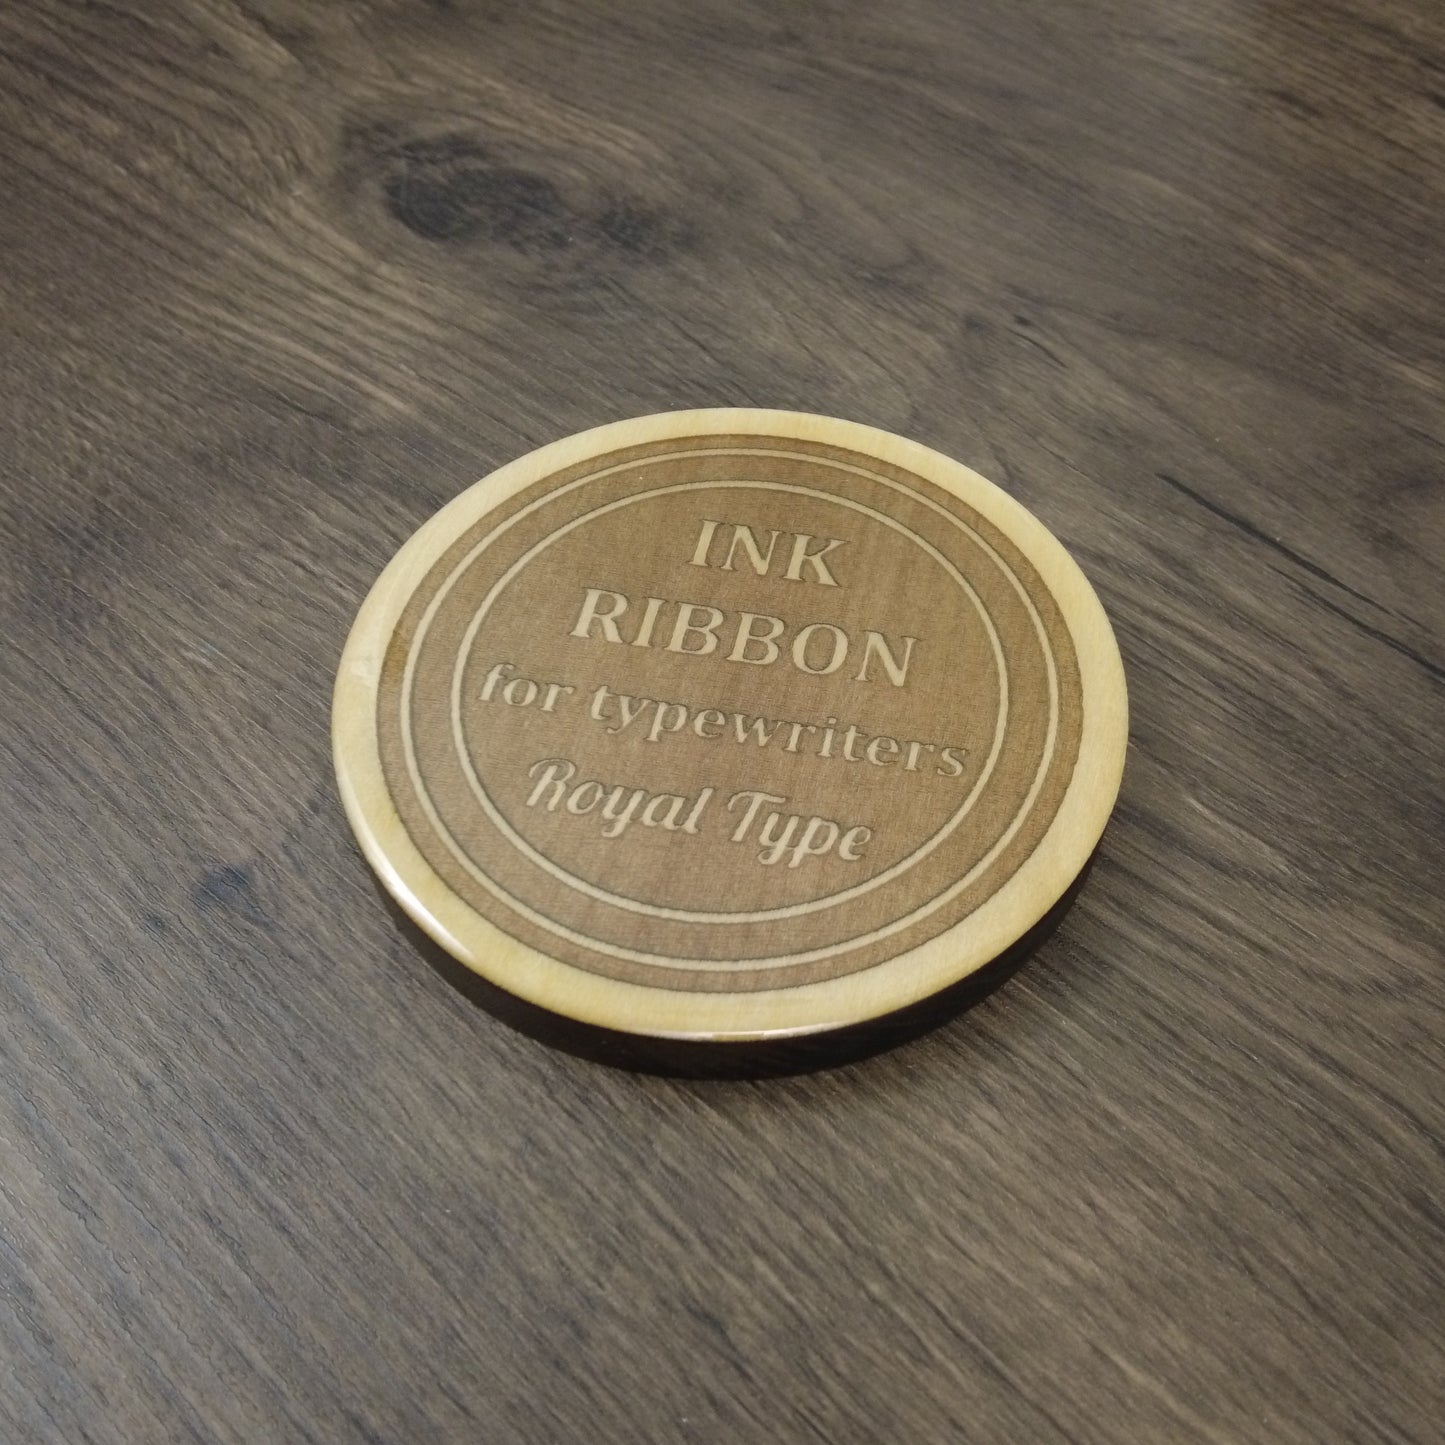 INK
RIBBON
for typewriters
Royal Type